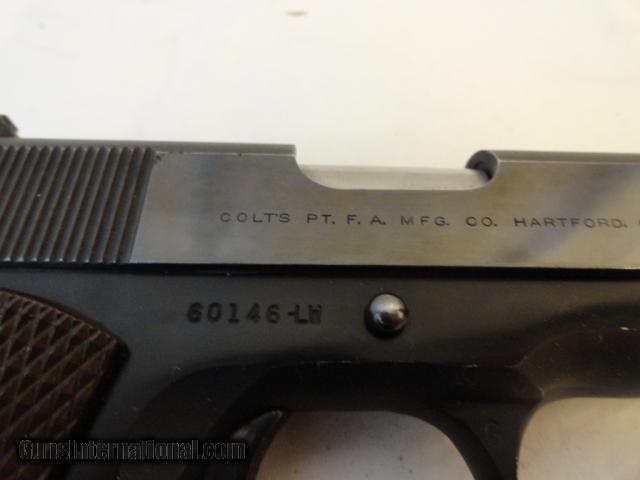 COLT'S PT. F. A. MFG. CO. HARTFORD.
60146-LW
GunsInternational.com